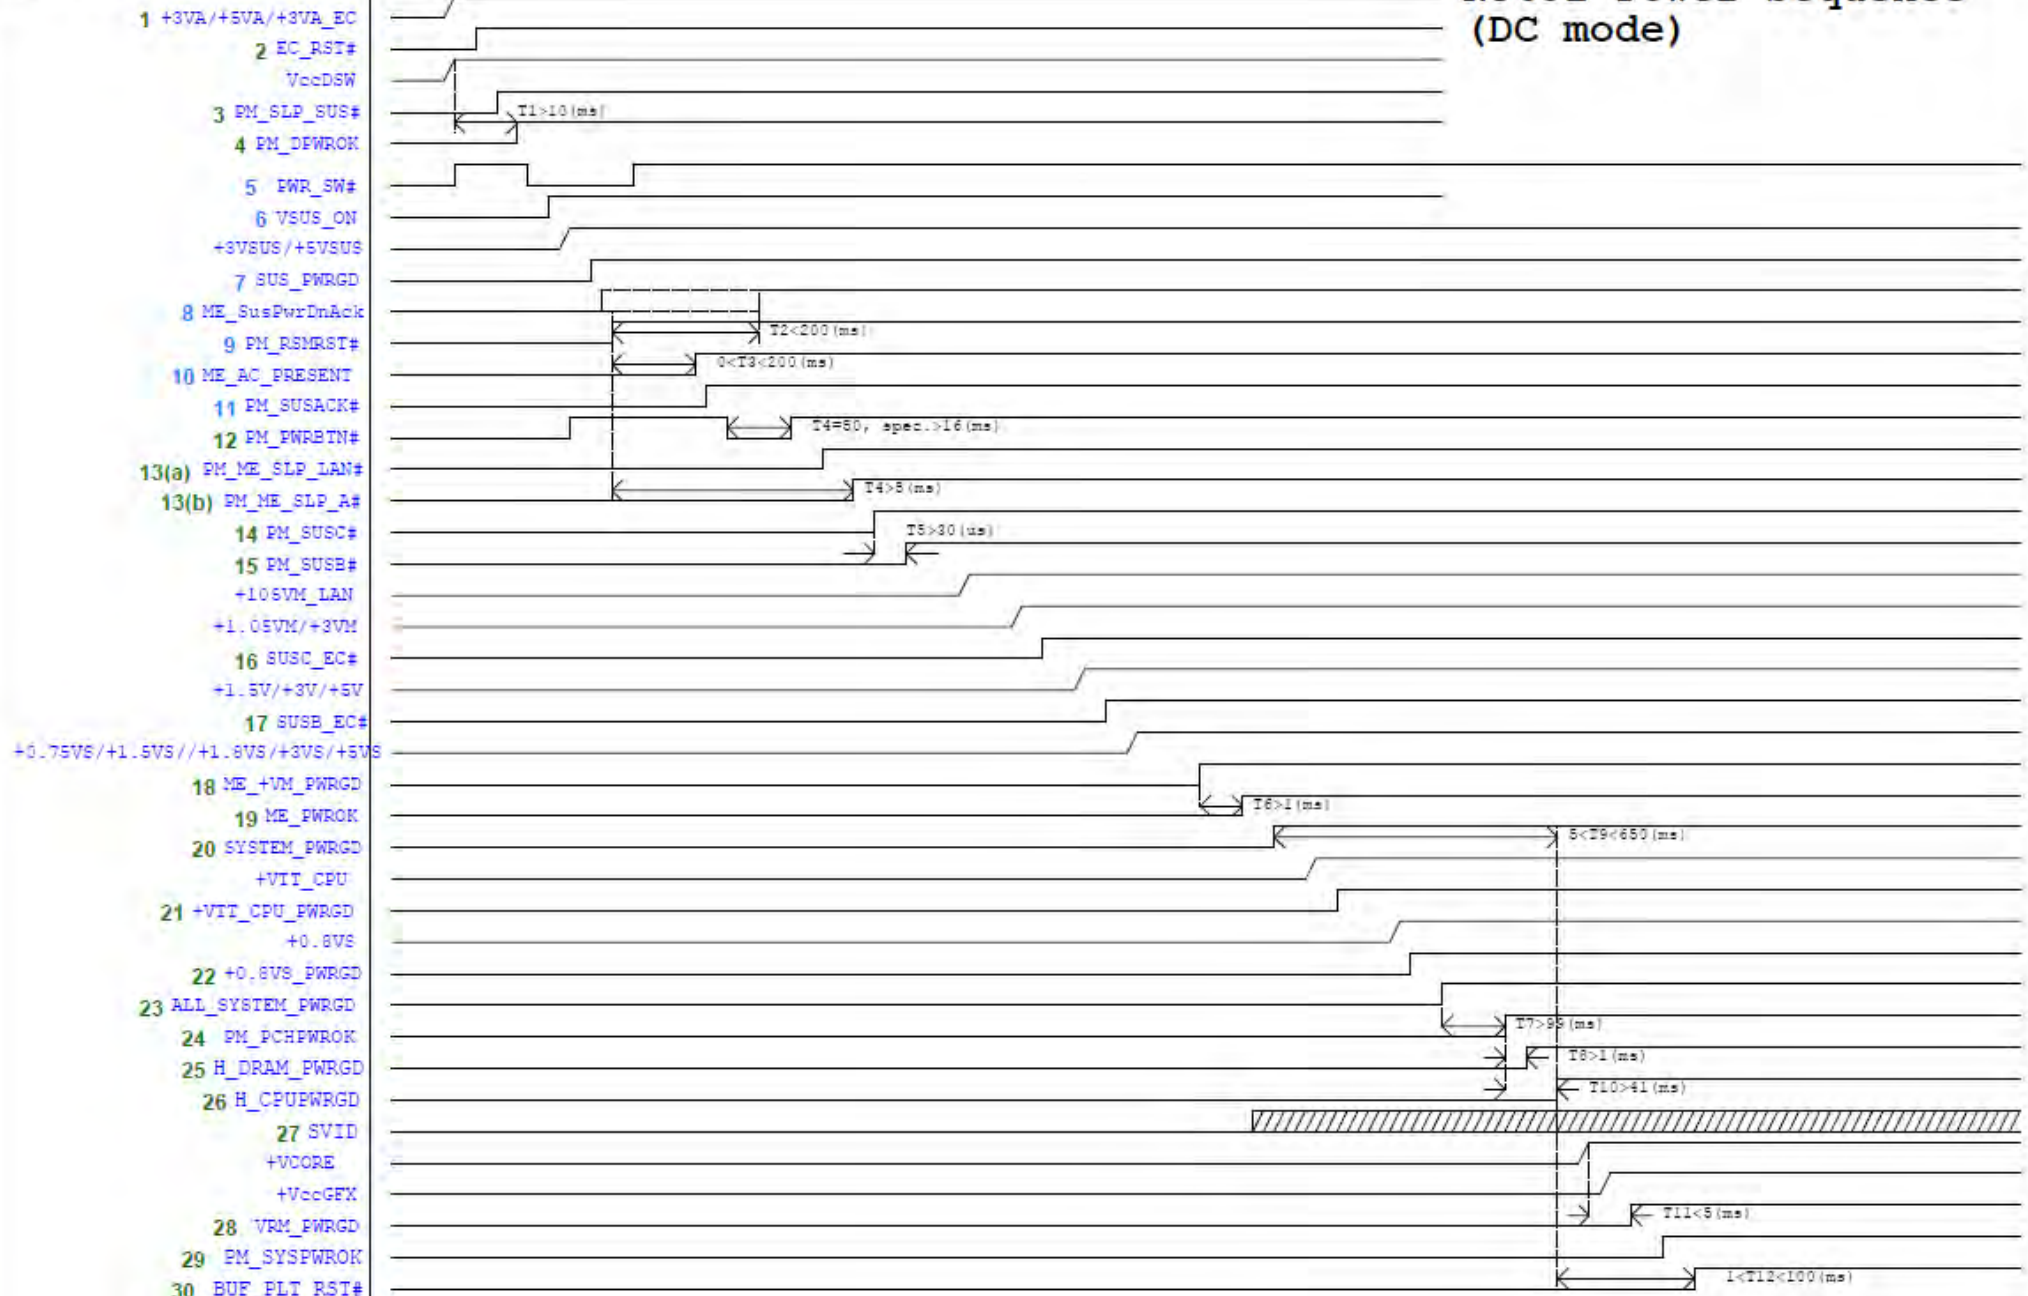 1 +3VA/+5VA/+3VA_EC
(DC mode)
2 EC_RST#
VccDSW
3 PM_SLP_SUS#
T1>10(ms)
4 PM_DPWROK
5 PWR_SW#
6 VSUS_ON
+3VSUS/+5VSUS
7 SUS_PWRGD
8 ME_SusPwrDnAck
T2<200(ms)
9 PM_RSMRST#
0<T3<200(ms)
10 ME_AC_PRESENT
11 PM_SUSACK#
T4=50, spec.>16(ms)
12 PM_PWRBTN#
13(a) PM_ME_SLP_LAN#
T4>5(ms)
13(b) PM_ME_SLP_A#
14 PM_SUSC#
T5>30(us)
15 PM_SUSB#
+105VM_LAN
+1.05VM/+3VM
16 SUSC_EC#
+1.5V/+3V/+5V
17 SUSB_EC#
+0.75VS/+1.5VS//+1.8VS/+3VS/+5VS
18 ME_+VM_PWRGD
T6>1(ms)
19 ME_PWROK
5<T9<650(ms)
20 SYSTEM_PWRGD
+VTT_CPU
21 +VTT_CPU_PWRGD
+0.8VS
22 +0.8VS_PWRGD
23 ALL_SYSTEM_PWRGD
T7>99(ms)
24 PM_PCHPWROK
T8>1(ms)
25 H_DRAM_PWRGD
T10>41(ms)
26 H_CPUPWRGD
27 SVID
+VCORE
+VccGFX
28 VRM_PWRGD
T11<5(ms)
29 PM_SYSPWROK
1<T12<100(ms)
30 BUF_PLT_RST#